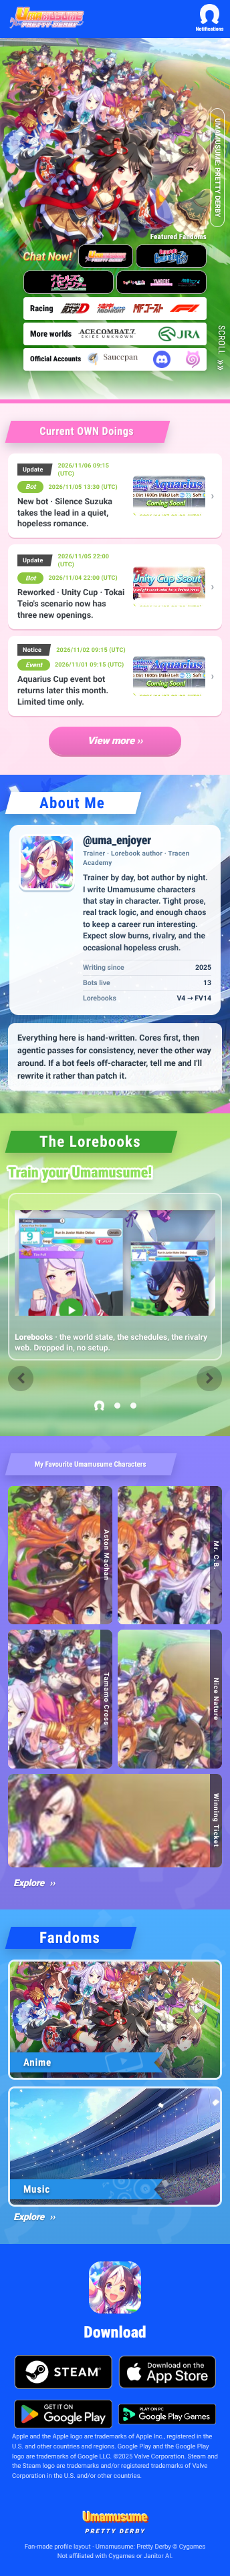 Umamusume
PRETTY DERBY
Notifications
UMAMUSUME: PRETTY DERBY
Featured Fandoms
Chat Now!
Racing
MF GHOST
F1
More worlds
ACE COMBAT 7
SKIES UNKNOWN
JRA
Official Accounts
Saucepan
SCROLL
Current OWN Doings
Update
2026/11/06 09:15
(UTC)
Bot
2026/11/05 13:30 (UTC)
New bot · Silence Suzuka
takes the lead in a quiet,
hopeless romance.
Aquarius
Coming Soon!
Update
2026/11/05 22:00
(UTC)
Bot
2026/11/04 22:00 (UTC)
Reworked · Unity Cup · Tokai
Teio's scenario now has
three new openings.
Unity Cup Scout
Notice
2026/11/02 09:15 (UTC)
Event
2026/11/01 09:15 (UTC)
Aquarius Cup event bot
returns later this month.
Limited time only.
Aquarius
Coming Soon!
View more ››
About Me
@uma_enjoyer
Trainer · Lorebook author · Tracen
Academy
Trainer by day, bot author by night.
I write Umamusume characters
that stay in character. Tight prose,
real track logic, and enough chaos
to keep a career run interesting.
Expect slow burns, rivalry, and the
occasional hopeless crush.
Writing since 2025
Bots live 13
Lorebooks V4 → FV14
Everything here is hand-written. Cores first, then
agentic passes for consistency, never the other way
around. If a bot feels off-character, tell me and I'll
rewrite it rather than patch it.
The Lorebooks
Train your Umamusume!
Lorebooks · the world state, the schedules, the rivalry
web. Dropped in, no setup.
My Favourite Umamusume Characters
Aston Machan
Mr. C.B.
Tamamo Cross
Nice Nature
Winning Ticket
Explore ››
Fandoms
Anime
Music
Explore ››
Download
STEAM
Download on the
App Store
GET IT ON
Google Play
PLAY ON PC
Google Play Games
Apple and the Apple logo are trademarks of Apple Inc., registered in the
U.S. and other countries and regions. Google Play and the Google Play
logo are trademarks of Google LLC. ©2025 Valve Corporation. Steam and
the Steam logo are trademarks and/or registered trademarks of Valve
Corporation in the U.S. and/or other countries.
Umamusume
PRETTY DERBY
Fan-made profile layout · Umamusume: Pretty Derby © Cygames
Not affiliated with Cygames or Janitor AI.